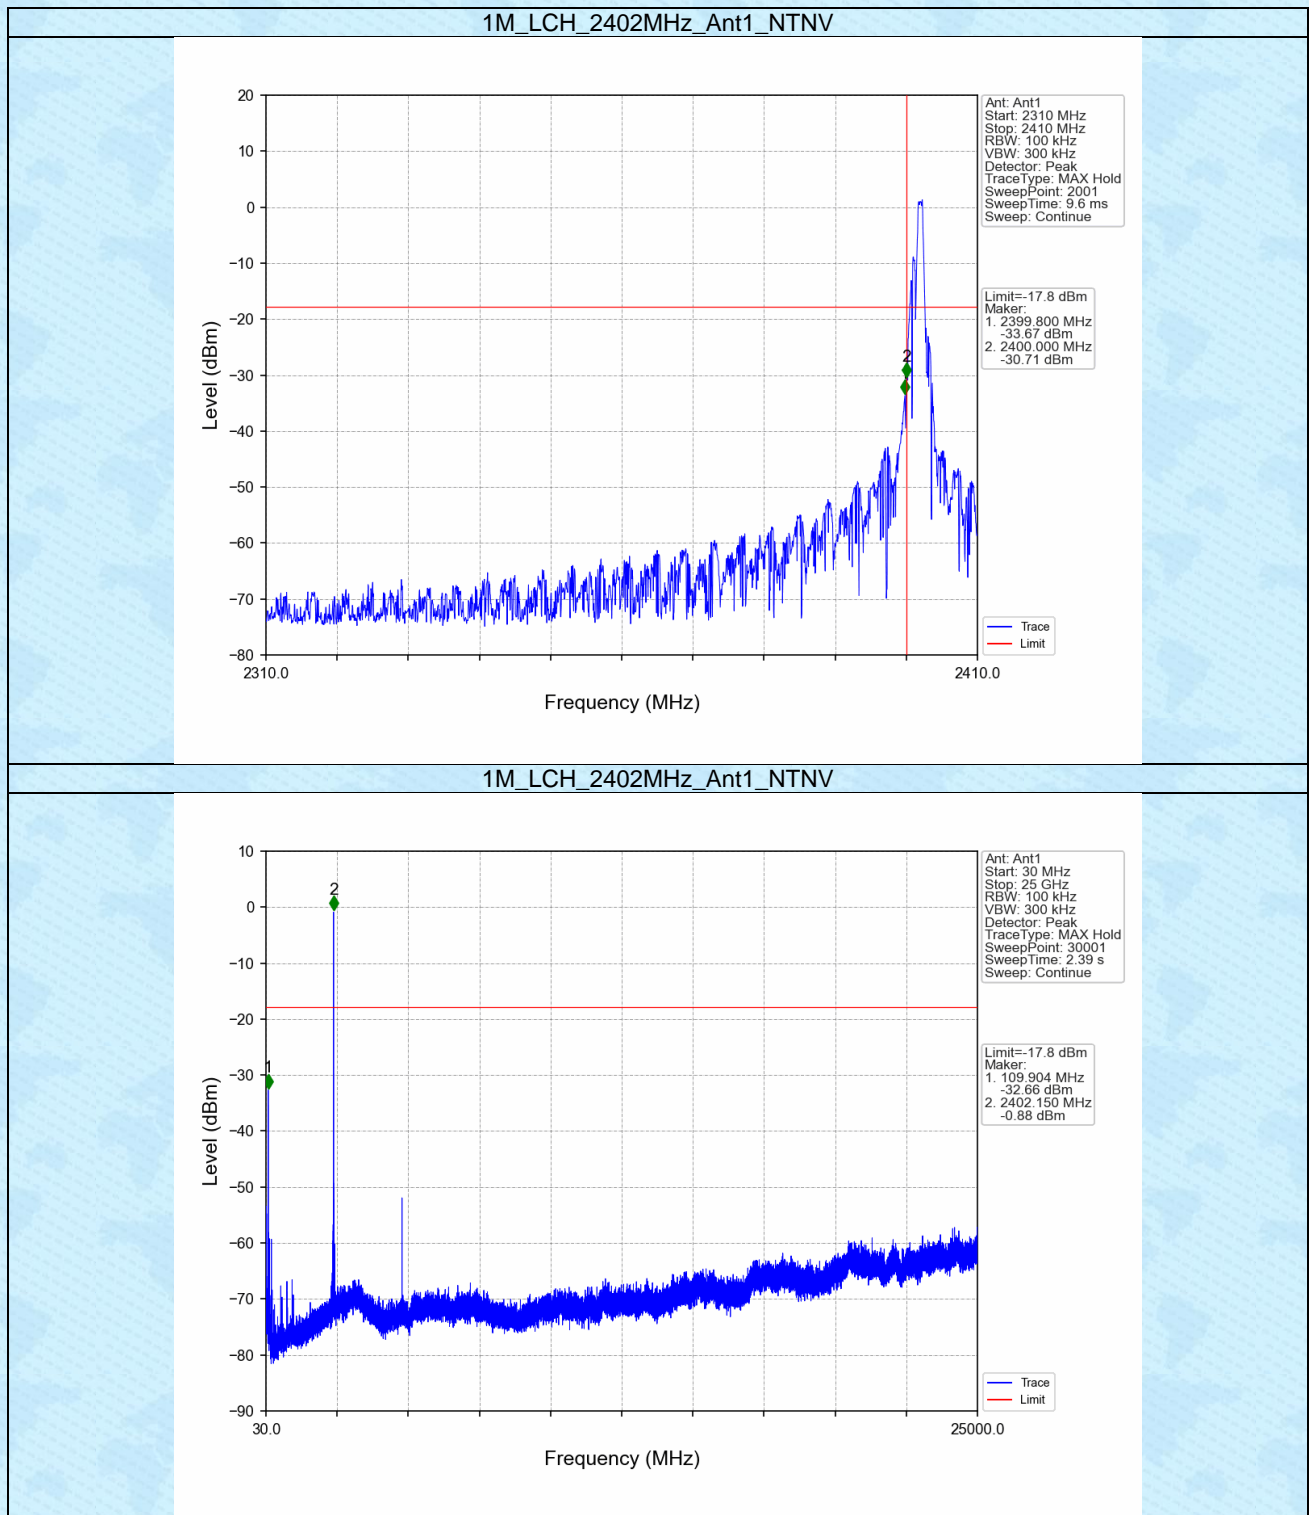 1M_LCH_2402MHz_Ant1_NTNV
20
10
0
−10
−20
−30
−40
−50
−60
−70
−80
Level (dBm)
2310.0
2410.0
Frequency (MHz)
2
Ant: Ant1
Start: 2310 MHz
Stop: 2410 MHz
RBW: 100 kHz
VBW: 300 kHz
Detector: Peak
TraceType: MAX Hold
SweepPoint: 2001
SweepTime: 9.6 ms
Sweep: Continue
Limit=-17.8 dBm
Maker:
1. 2399.800 MHz
-33.67 dBm
2. 2400.000 MHz
-30.71 dBm
Trace
Limit
1M_LCH_2402MHz_Ant1_NTNV
10
0
−10
−20
−30
−40
−50
−60
−70
−80
−90
Level (dBm)
30.0
25000.0
Frequency (MHz)
1
2
Ant: Ant1
Start: 30 MHz
Stop: 25 GHz
RBW: 100 kHz
VBW: 300 kHz
Detector: Peak
TraceType: MAX Hold
SweepPoint: 30001
SweepTime: 2.39 s
Sweep: Continue
Limit=-17.8 dBm
Maker:
1. 109.904 MHz
-32.66 dBm
2. 2402.150 MHz
-0.88 dBm
Trace
Limit